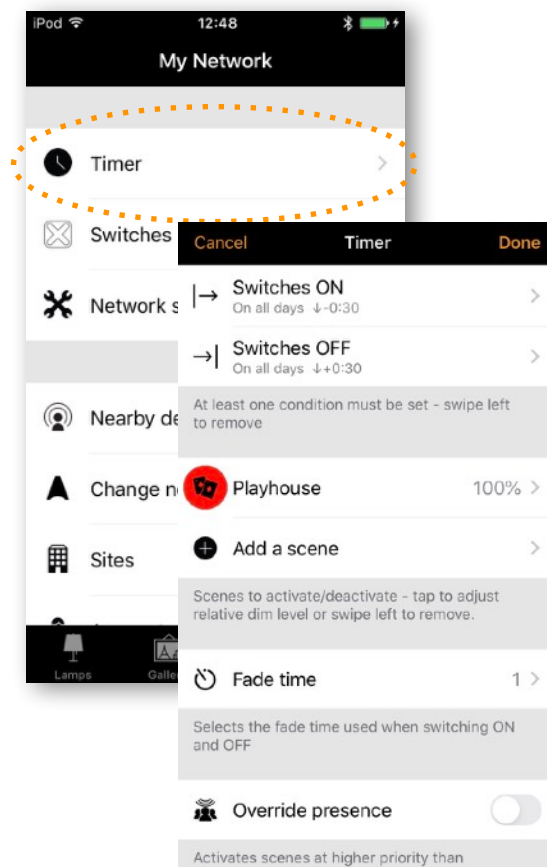 iPod 12:48
My Network
Timer
Switches
Network s
Nearby de
Change n
Sites
Lamps
Cancel Timer Done
Switches ON
On all days ↓-0:30
Switches OFF
On all days ↓+0:30
At least one condition must be set - swipe left
to remove
Playhouse 100%
Add a scene
Scenes to activate/deactivate - tap to adjust
relative dim level or swipe left to remove.
Fade time 1
Selects the fade time used when switching ON
and OFF
Override presence
Activates scenes at higher priority than